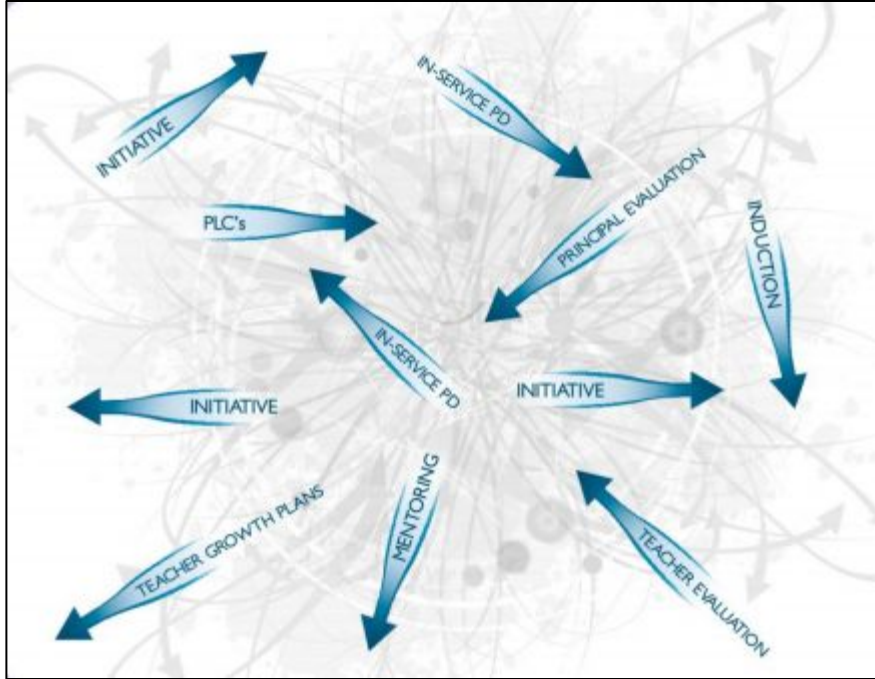 INITIATIVE
IN-SERVICE PD
PRINCIPAL EVALUATION
PLC's
INDUCTION
IN-SERVICE PD
INITIATIVE
INITIATIVE
MENTORING
TEACHER GROWTH PLANS
TEACHER EVALUATION